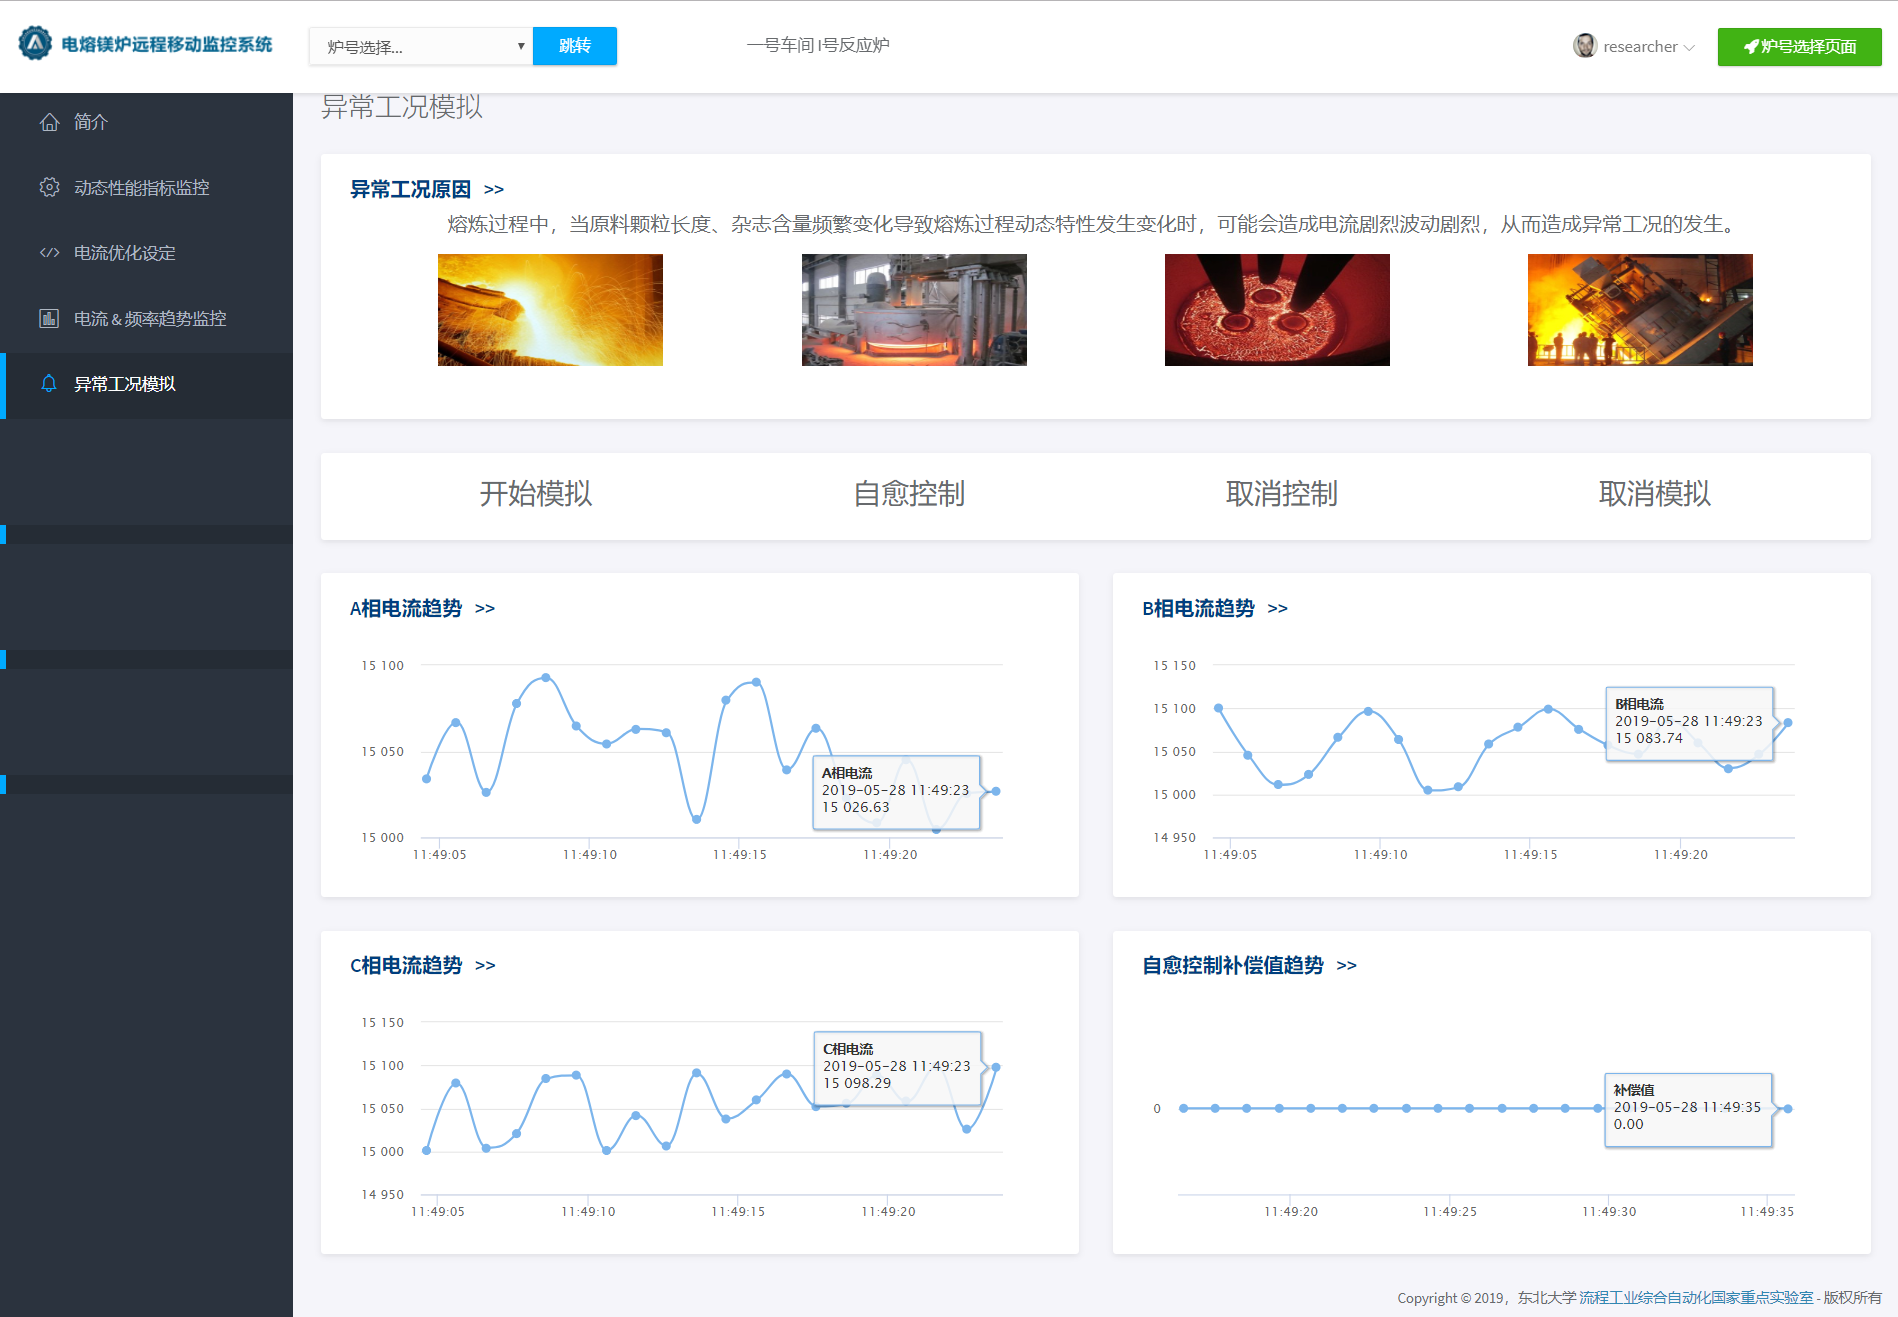 电熔镁炉远程移动监控系统
炉号选择...
跳转
一号车间 I号反应炉
researcher
炉号选择页面
简介
动态性能指标监控
电流优化设定
电流 & 频率趋势监控
异常工况模拟
异常工况模拟
异常工况原因 >>
熔炼过程中，当原料颗粒长度、杂志含量频繁变化导致熔炼过程动态特性发生变化时，可能会造成电流剧烈波动剧烈，从而造成异常工况的发生。
开始模拟
自愈控制
取消控制
取消模拟
A相电流趋势 >>
15 100
15 050
15 000
11:49:05
11:49:10
11:49:15
11:49:20
A相电流
2019-05-28 11:49:23
15 026.63
B相电流趋势 >>
15 150
15 100
15 050
15 000
14 950
11:49:05
11:49:10
11:49:15
11:49:20
B相电流
2019-05-28 11:49:23
15 083.74
C相电流趋势 >>
15 150
15 100
15 050
15 000
14 950
11:49:05
11:49:10
11:49:15
11:49:20
C相电流
2019-05-28 11:49:23
15 098.29
自愈控制补偿值趋势 >>
0
11:49:20
11:49:25
11:49:30
11:49:35
补偿值
2019-05-28 11:49:35
0.00
Copyright © 2019，东北大学 流程工业综合自动化国家重点实验室 - 版权所有